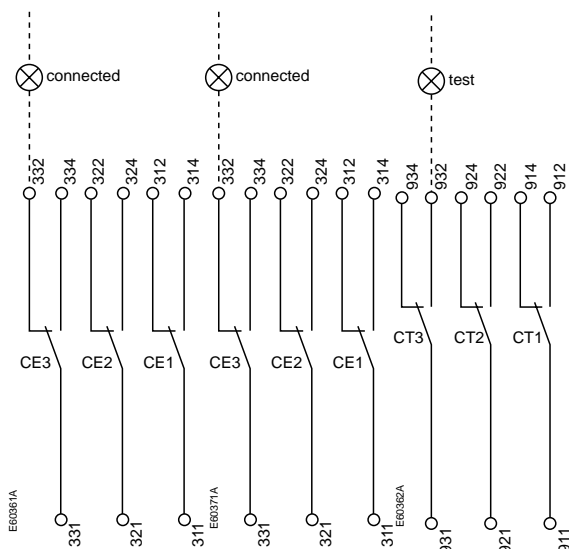 connected
connected
test
332
334
322
324
312
314
332
334
322
324
312
314
934
932
924
922
914
912
CE3
CE2
CE1
CE3
CE2
CE1
CT3
CT2
CT1
E60361A
331
321
311
E60371A
331
321
311
E60362A
931
921
911